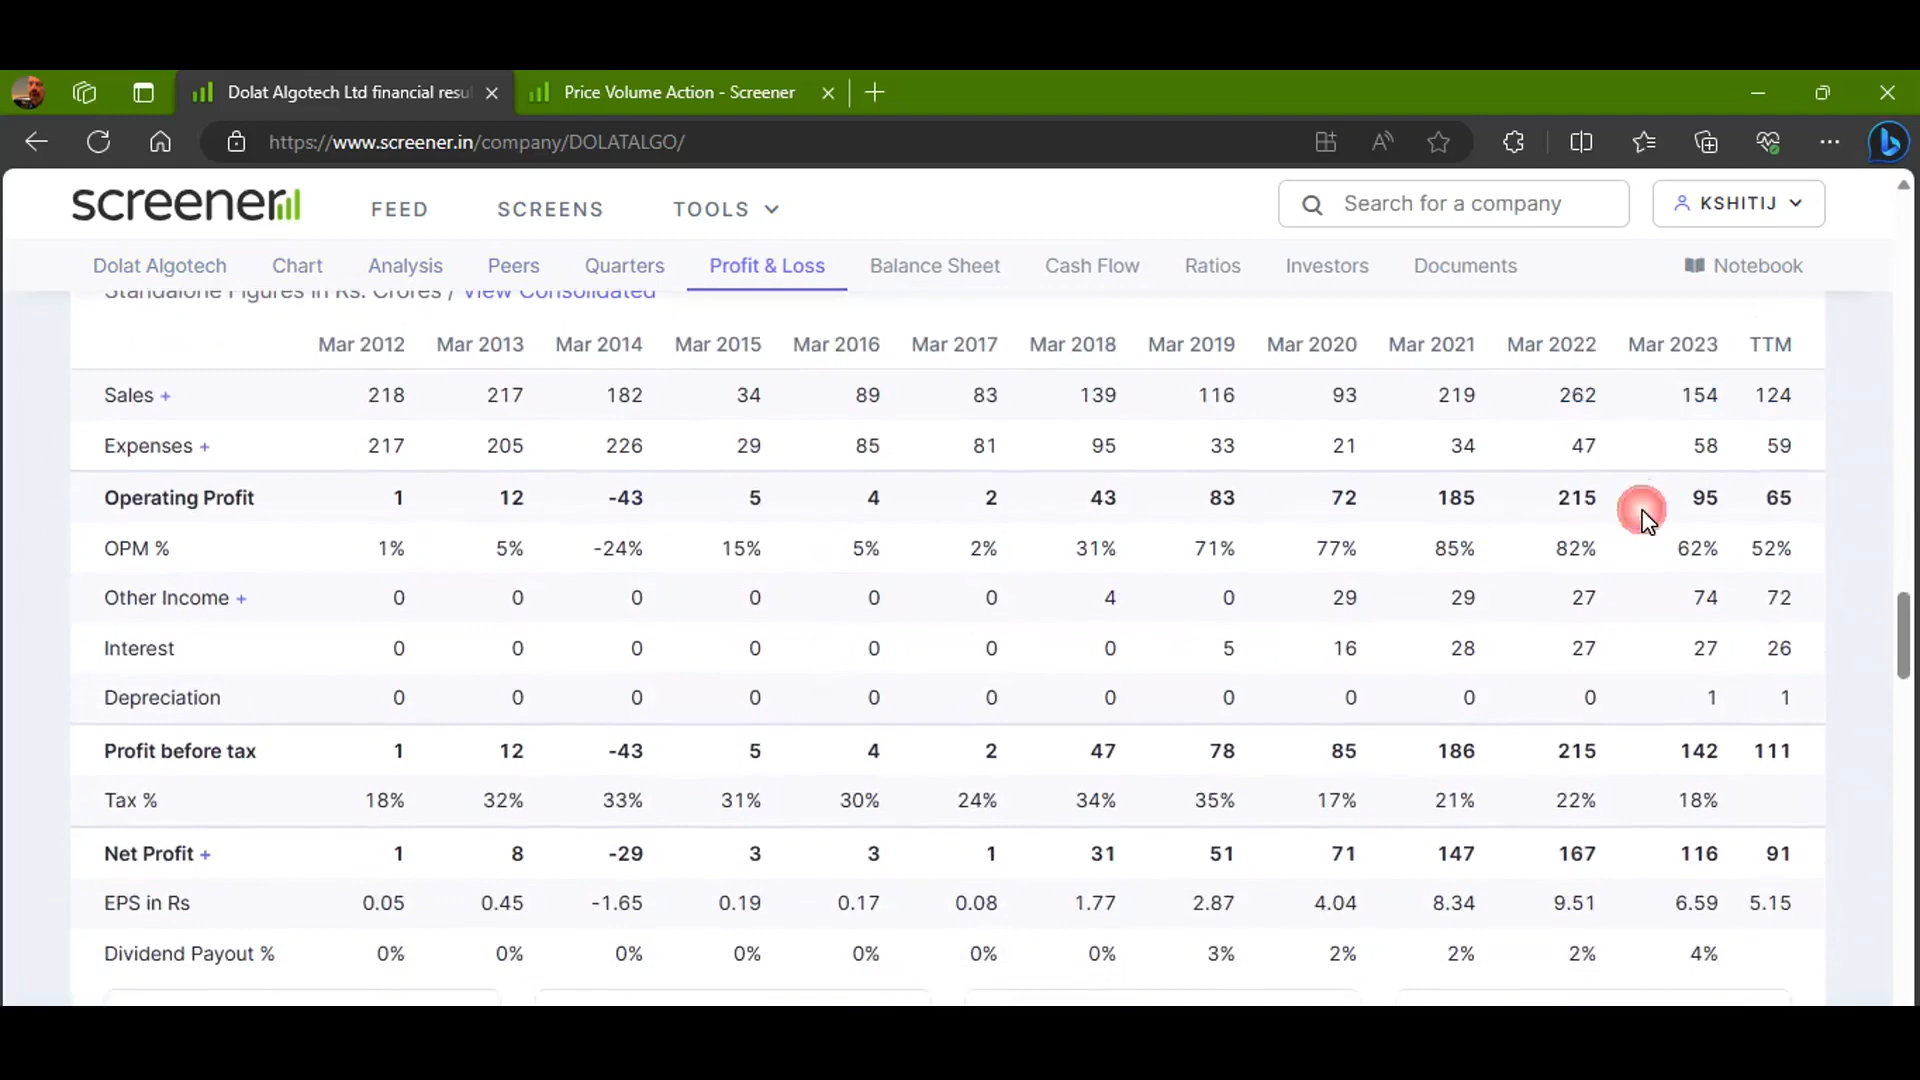 Dolat Algotech Ltd financial resu
Price Volume Action - Screener
https://www.screener.in/company/DOLATALGO/
screener
FEED
SCREENS
TOOLS
Search for a company
KSHITIJ
Dolat Algotech
Chart
Analysis
Peers
Quarters
Profit & Loss
Balance Sheet
Cash Flow
Ratios
Investors
Documents
Notebook
Standalone Figures in Rs. Crores / View Consolidated
Mar 2012 Mar 2013 Mar 2014 Mar 2015 Mar 2016 Mar 2017 Mar 2018 Mar 2019 Mar 2020 Mar 2021 Mar 2022 Mar 2023 TTM
Sales + 218 217 182 34 89 83 139 116 93 219 262 154 124
Expenses + 217 205 226 29 85 81 95 33 21 34 47 58 59
Operating Profit 1 12 -43 5 4 2 43 83 72 185 215 95 65
OPM % 1% 5% -24% 15% 5% 2% 31% 71% 77% 85% 82% 62% 52%
Other Income + 0 0 0 0 0 0 4 0 29 29 27 74 72
Interest 0 0 0 0 0 0 0 5 16 28 27 27 26
Depreciation 0 0 0 0 0 0 0 0 0 0 0 1 1
Profit before tax 1 12 -43 5 4 2 47 78 85 186 215 142 111
Tax % 18% 32% 33% 31% 30% 24% 34% 35% 17% 21% 22% 18%
Net Profit + 1 8 -29 3 3 1 31 51 71 147 167 116 91
EPS in Rs 0.05 0.45 -1.65 0.19 0.17 0.08 1.77 2.87 4.04 8.34 9.51 6.59 5.15
Dividend Payout % 0% 0% 0% 0% 0% 0% 0% 3% 2% 2% 2% 4%